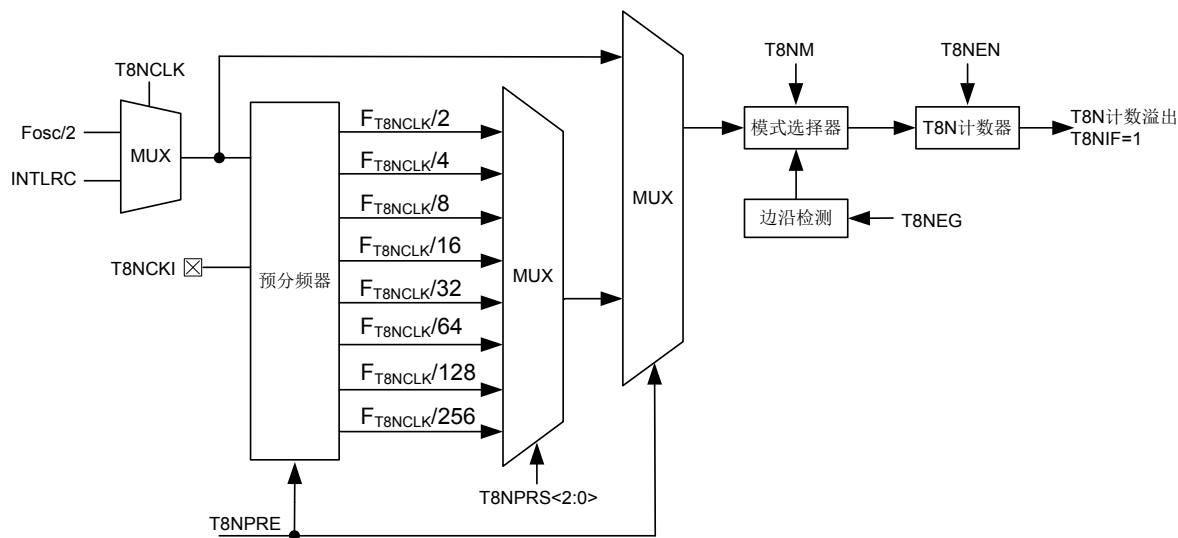 T8NCLK
Fosc/2
MUX
INTLRC
T8NCKI
预分频器
FT8NCLK/2
FT8NCLK/4
FT8NCLK/8
FT8NCLK/16
FT8NCLK/32
FT8NCLK/64
FT8NCLK/128
FT8NCLK/256
MUX
T8NPRS<2:0>
T8NPRE
MUX
T8NM
模式选择器
边沿检测
T8NEG
T8NEN
T8N计数器
T8N计数溢出
T8NIF=1